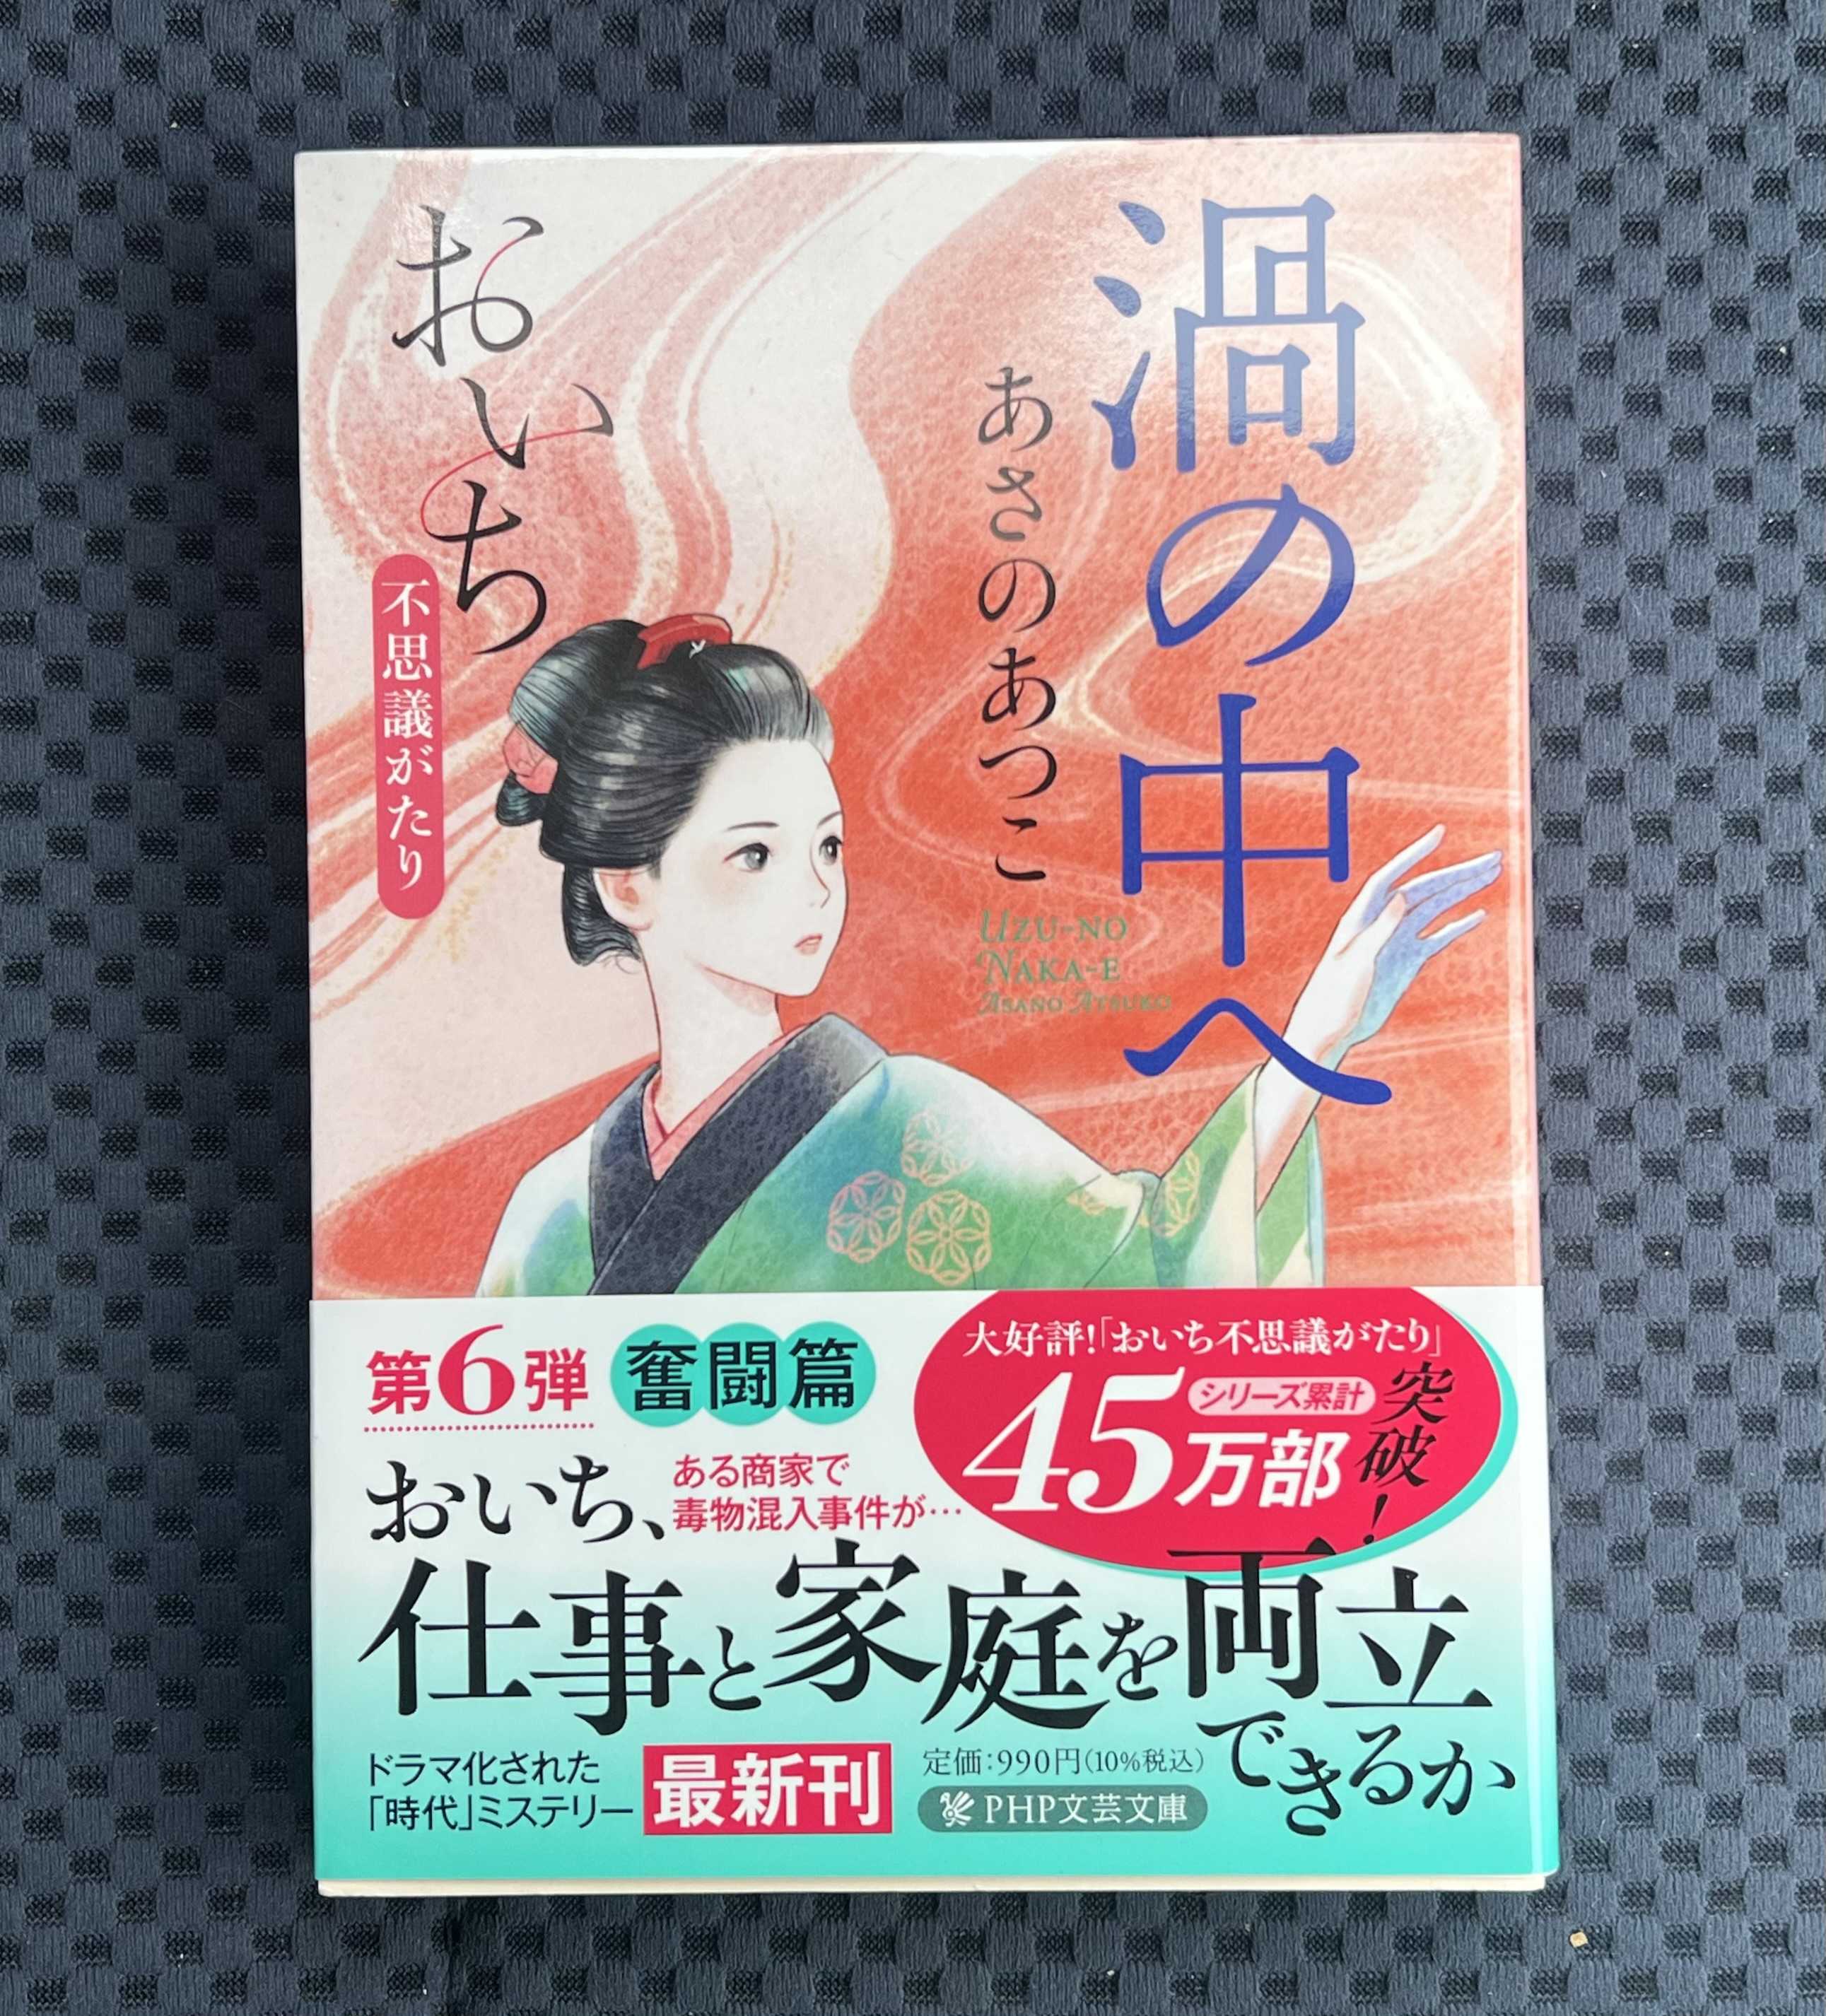 渦の中へ
あさのあつこ
UZU-NO
NAKA-E
ASANO ATSUKO
おいち
不思議がたり
第6弾
奮闘篇
大好評!「おいち不思議がたり」
シリーズ累計
45万部
突破!
おいち、
ある商家で
毒物混入事件が…
仕事と家庭を両立
できるか
ドラマ化された
「時代」ミステリー
最新刊
定価:990円(10%税込)
PHP文芸文庫